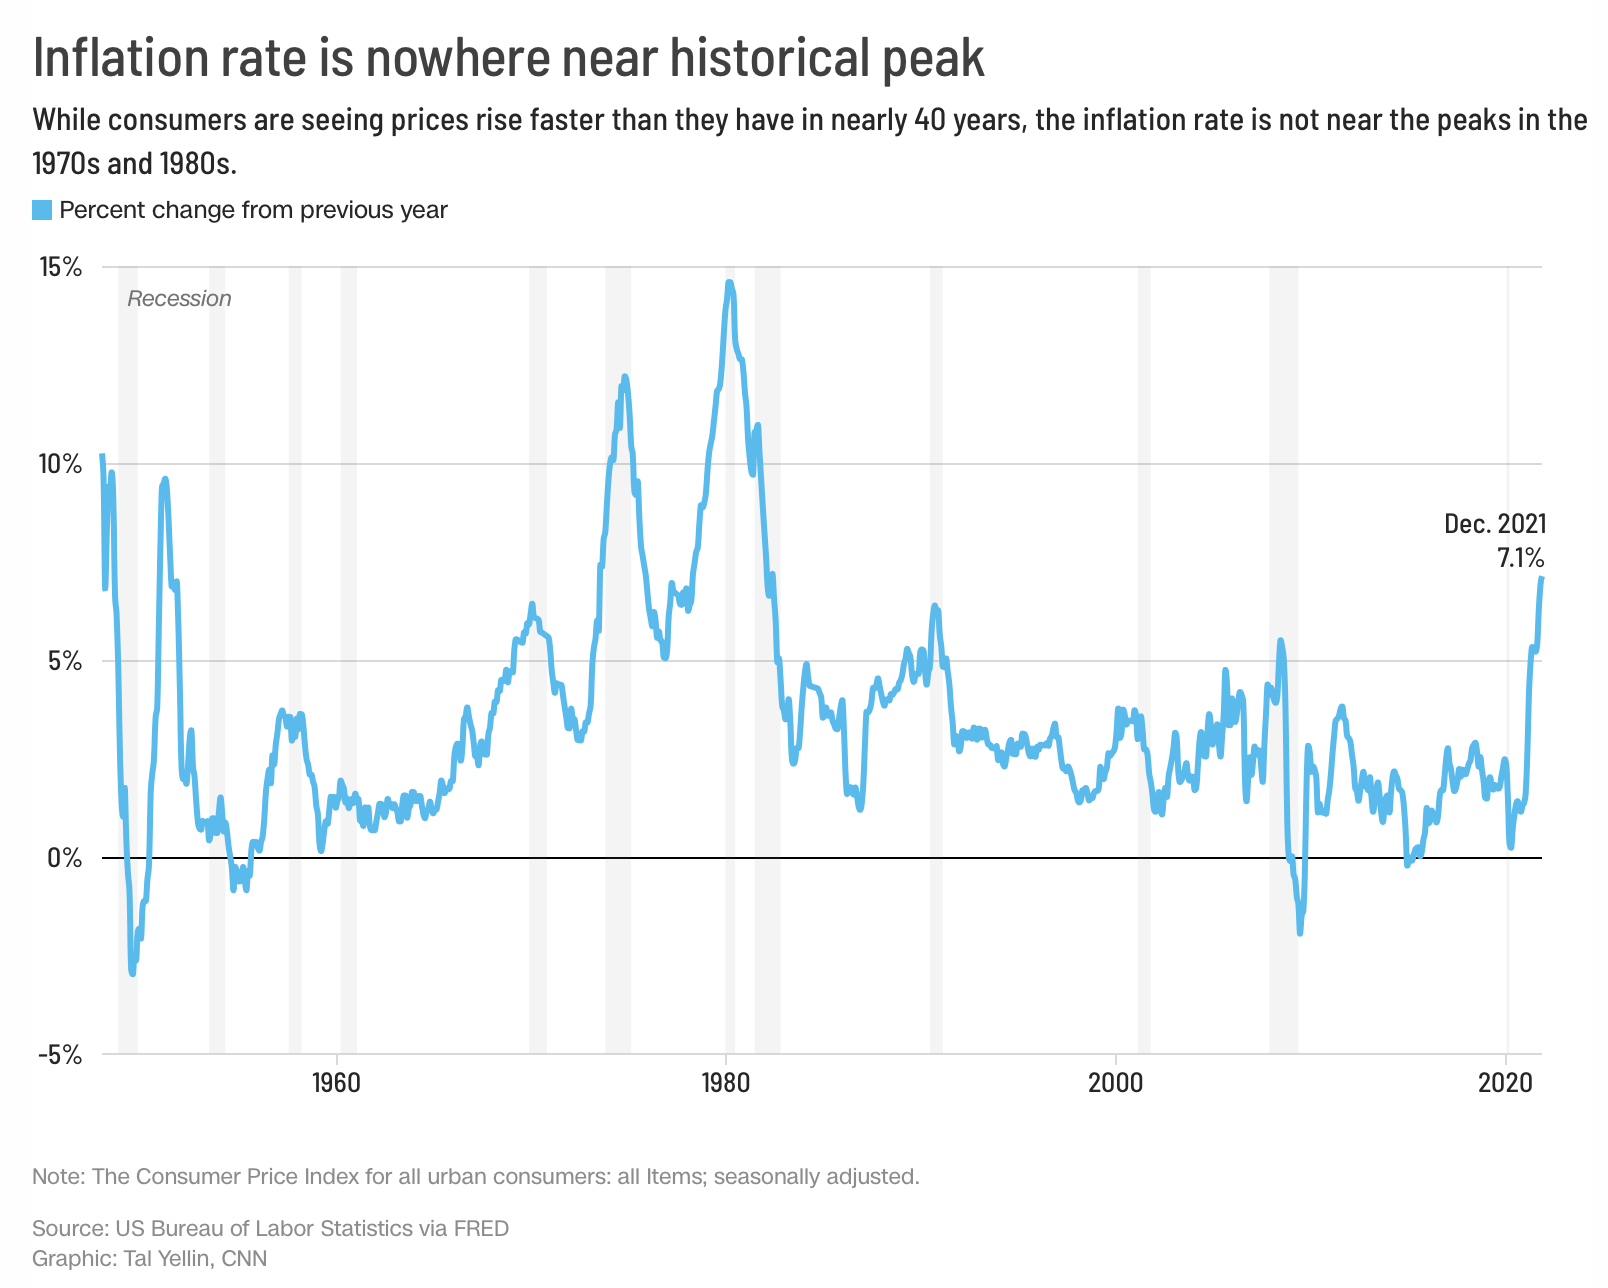 Inflation rate is nowhere near historical peak
While consumers are seeing prices rise faster than they have in nearly 40 years, the inflation rate is not near the peaks in the
1970s and 1980s.
Percent change from previous year
15%
Recession
10%
Dec. 2021
7.1%
5%
0%
-5%
1960 1980 2000 2020
Note: The Consumer Price Index for all urban consumers: all Items; seasonally adjusted.
Source: US Bureau of Labor Statistics via FRED
Graphic: Tal Yellin, CNN